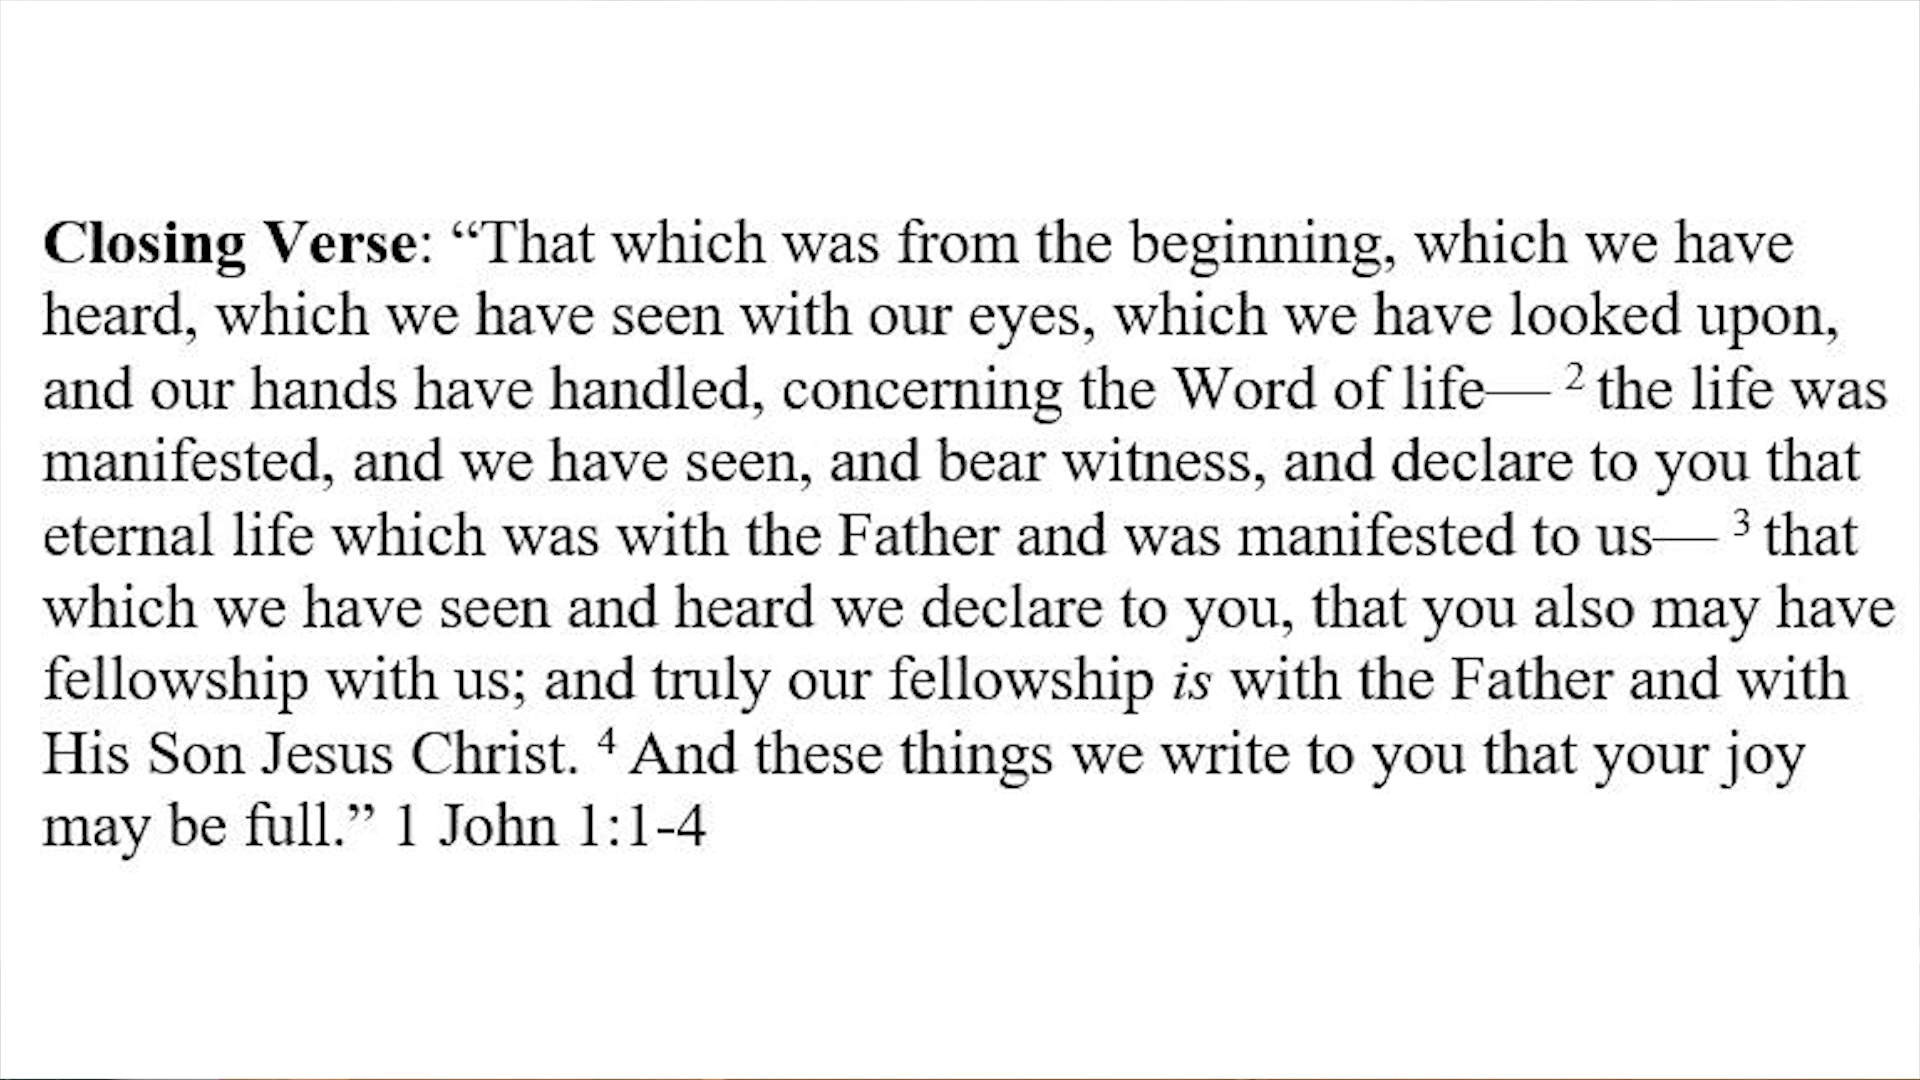 Closing Verse: “That which was from the beginning, which we have
heard, which we have seen with our eyes, which we have looked upon,
and our hands have handled, concerning the Word of life— ² the life was
manifested, and we have seen, and bear witness, and declare to you that
eternal life which was with the Father and was manifested to us— ³ that
which we have seen and heard we declare to you, that you also may have
fellowship with us; and truly our fellowship is with the Father and with
His Son Jesus Christ. ⁴ And these things we write to you that your joy
may be full.” 1 John 1:1-4